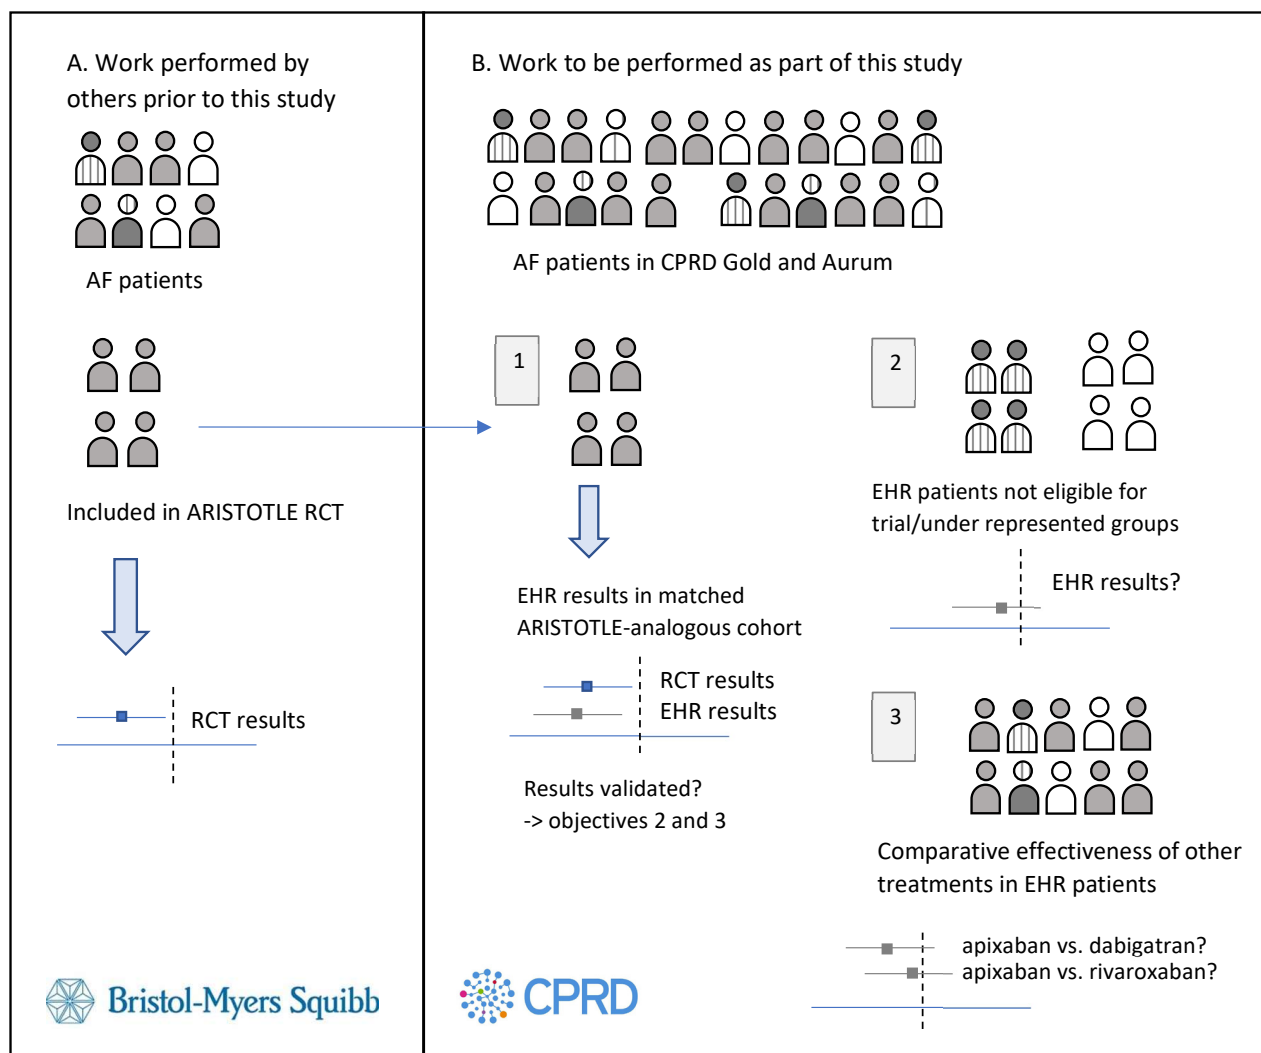 A. Work performed by
others prior to this study
AF patients
Included in ARISTOTLE RCT
RCT results
Bristol-Myers Squibb
B. Work to be performed as part of this study
AF patients in CPRD Gold and Aurum
1
EHR results in matched
ARISTOTLE-analogous cohort
RCT results
EHR results
Results validated?
-> objectives 2 and 3
2
EHR patients not eligible for
trial/under represented groups
EHR results?
3
Comparative effectiveness of other
treatments in EHR patients
apixaban vs. dabigatran?
apixaban vs. rivaroxaban?
CPRD